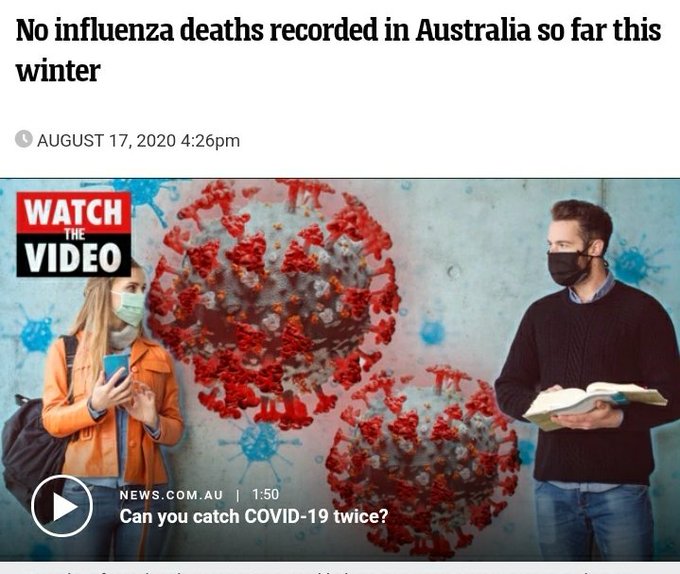 No influenza deaths recorded in Australia so far this
winter
AUGUST 17, 2020 4:26pm
WATCH
THE
VIDEO
NEWS.COM.AU | 1:50
Can you catch COVID-19 twice?